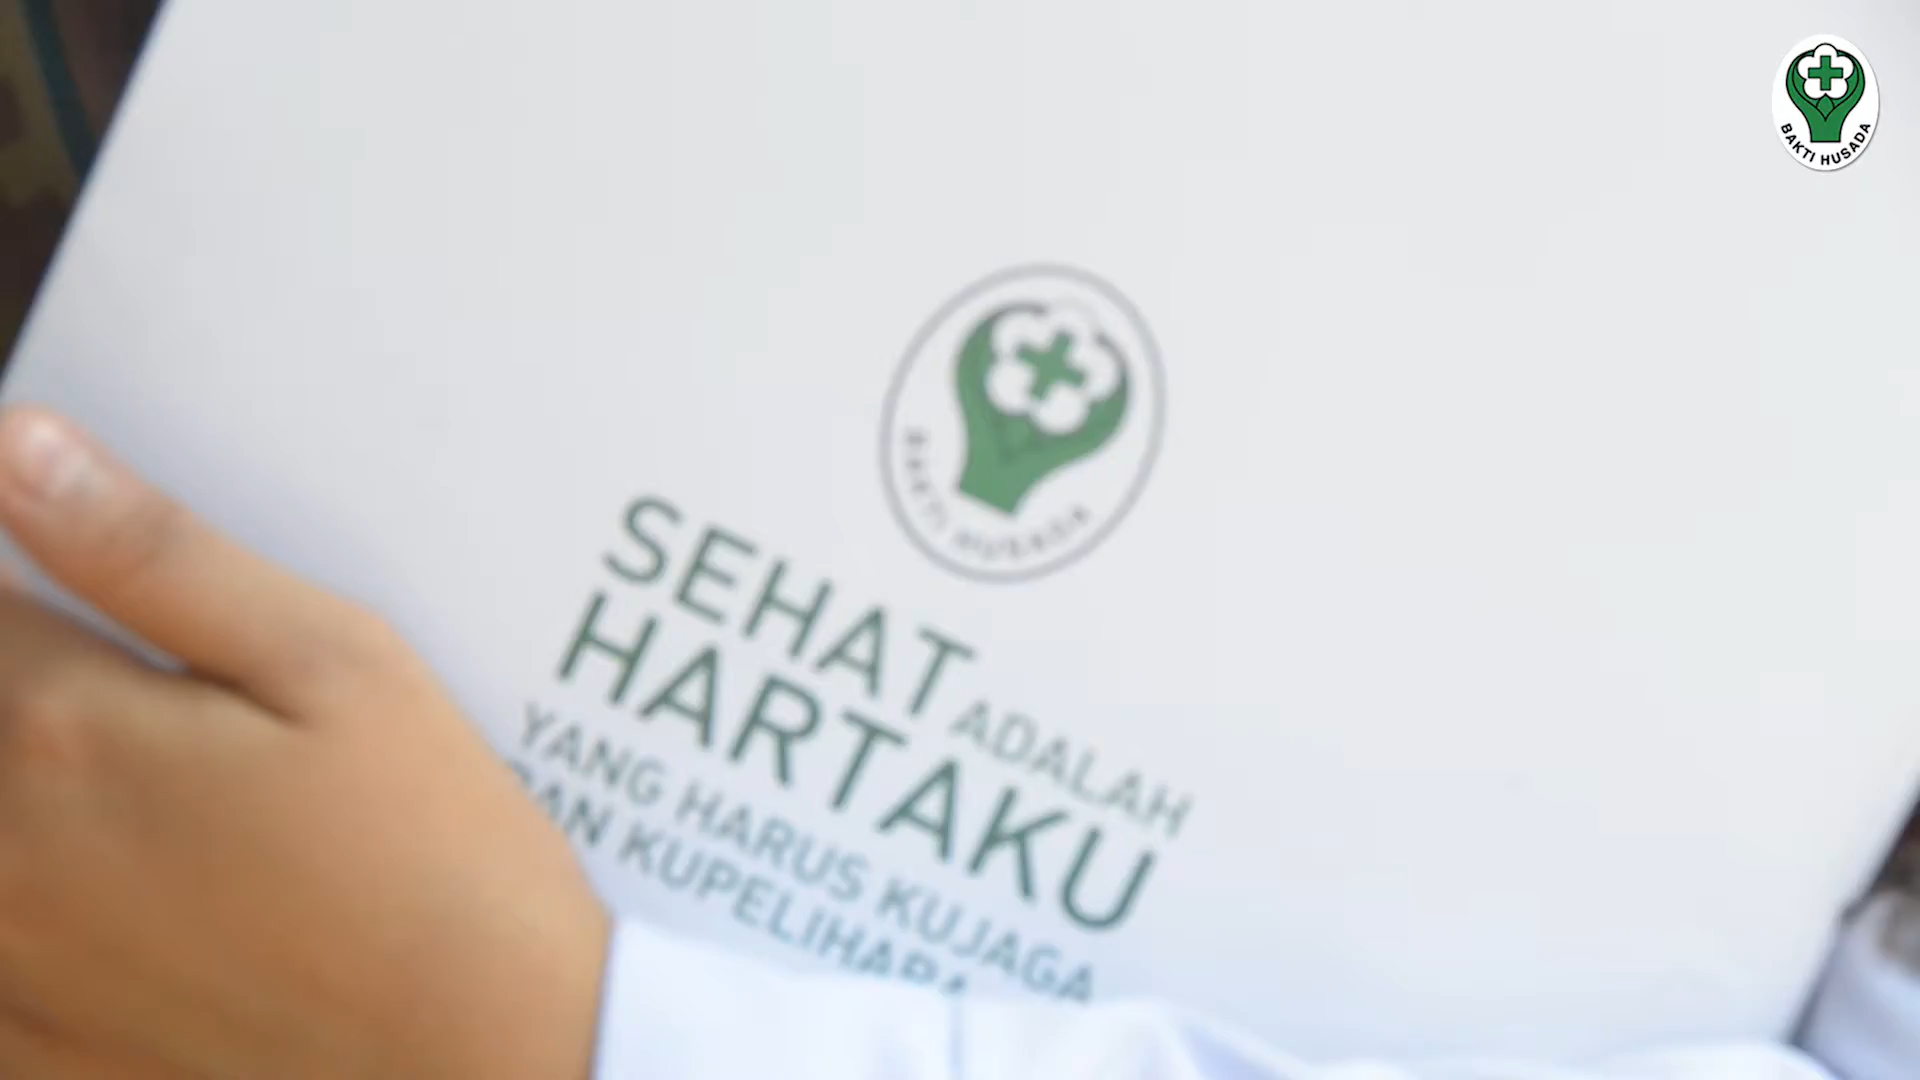 BAKTI HUSADA
BAKTI HUSADA
SEHAT ADALAH
HARTAKU
YANG HARUS KUJAGA
DAN KUPELIHARA